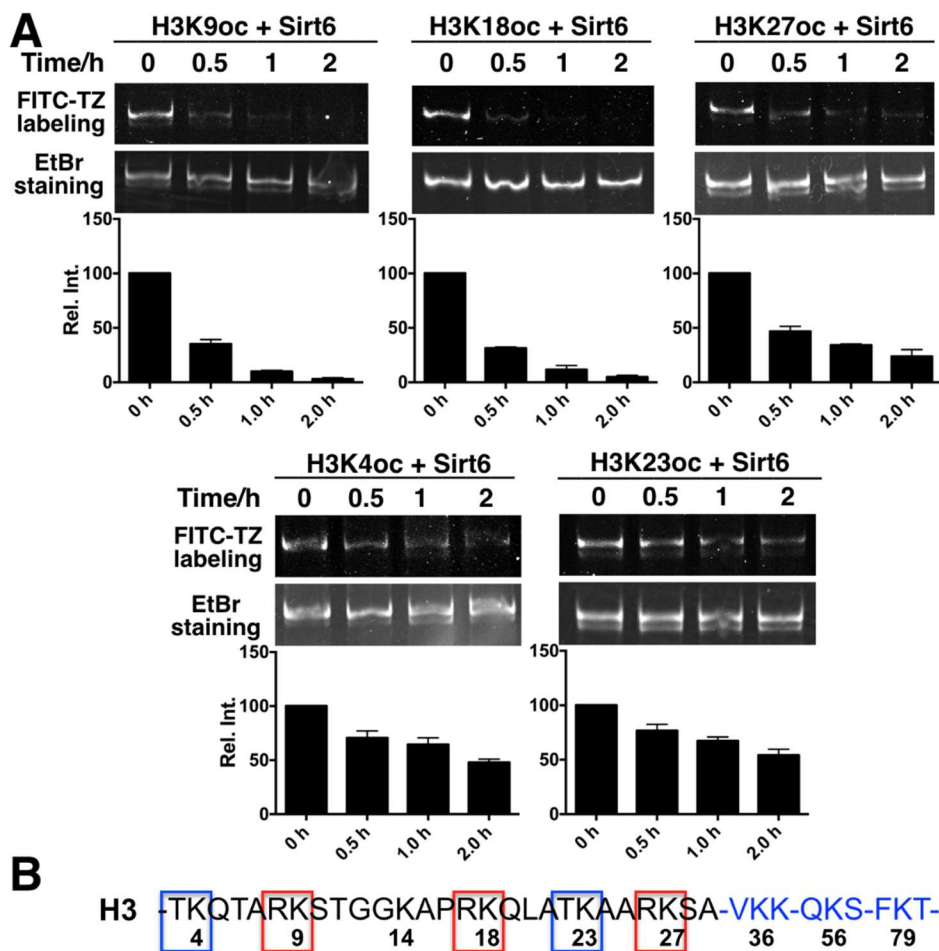 A
H3K9oc + Sirt6 H3K18oc + Sirt6 H3K27oc + Sirt6
Time/h 0 0.5 1 2 0 0.5 1 2 0 0.5 1 2
FITC-TZ
labeling
EtBr
staining
150 150 150
100 100 100
50 50 50
0 0 0
Rel. Int.
0 h 0.5 h 1.0 h 2.0 h 0 h 0.5 h 1.0 h 2.0 h 0 h 0.5 h 1.0 h 2.0 h
H3K4oc + Sirt6 H3K23oc + Sirt6
Time/h 0 0.5 1 2 0 0.5 1 2
FITC-TZ
labeling
EtBr
staining
150 150
100 100
50 50
0 0
Rel. Int.
0 h 0.5 h 1.0 h 2.0 h 0 h 0.5 h 1.0 h 2.0 h
B
H3 -TKQTARKSTGGKAPRKQLATKAARKSA-VKK-QKS-FKT-
4 9 14 18 23 27 36 56 79